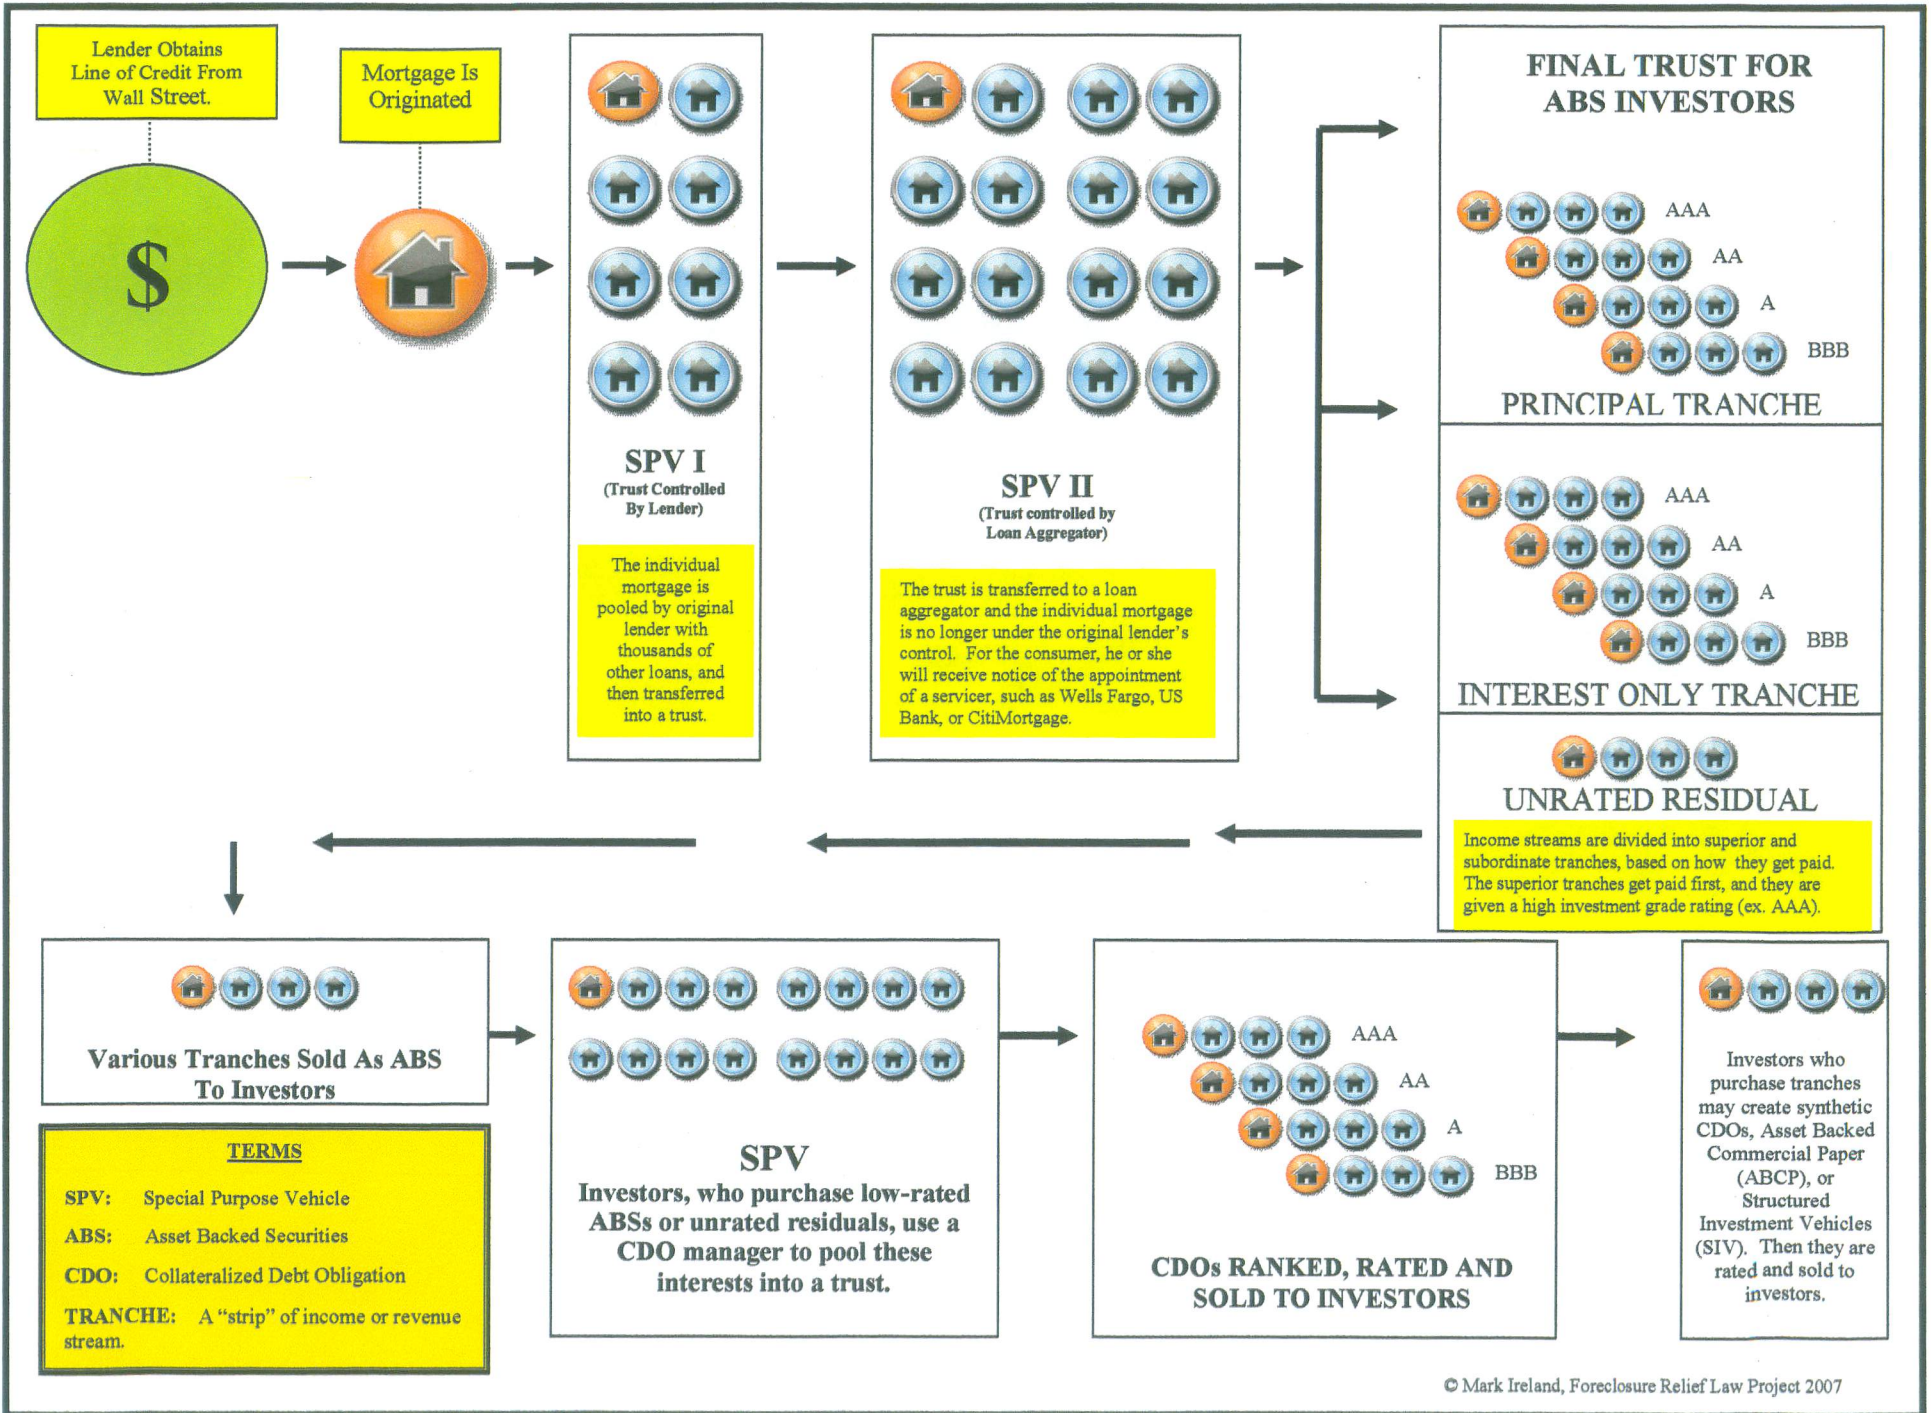 Lender Obtains
Line of Credit From
Wall Street.
$
Mortgage Is
Originated
SPV I
(Trust Controlled
By Lender)
The individual
mortgage is
pooled by original
lender with
thousands of
other loans, and
then transferred
into a trust.
SPV II
(Trust controlled by
Loan Aggregator)
The trust is transferred to a loan
aggregator and the individual mortgage
is no longer under the original lender's
control. For the consumer, he or she
will receive notice of the appointment
of a servicer, such as Wells Fargo, US
Bank, or CitiMortgage.
FINAL TRUST FOR
ABS INVESTORS
AAA
AA
A
BBB
PRINCIPAL TRANCHE
AAA
AA
A
BBB
INTEREST ONLY TRANCHE
UNRATED RESIDUAL
Income streams are divided into superior and
subordinate tranches, based on how they get paid.
The superior tranches get paid first, and they are
given a high investment grade rating (ex. AAA).
Various Tranches Sold As ABS
To Investors
TERMS
SPV: Special Purpose Vehicle
ABS: Asset Backed Securities
CDO: Collateralized Debt Obligation
TRANCHE: A “strip” of income or revenue
stream.
SPV
Investors, who purchase low-rated
ABSs or unrated residuals, use a
CDO manager to pool these
interests into a trust.
AAA
AA
A
BBB
CDOs RANKED, RATED AND
SOLD TO INVESTORS
Investors who
purchase tranches
may create synthetic
CDOs, Asset Backed
Commercial Paper
(ABCP), or
Structured
Investment Vehicles
(SIV). Then they are
rated and sold to
investors.
© Mark Ireland, Foreclosure Relief Law Project 2007